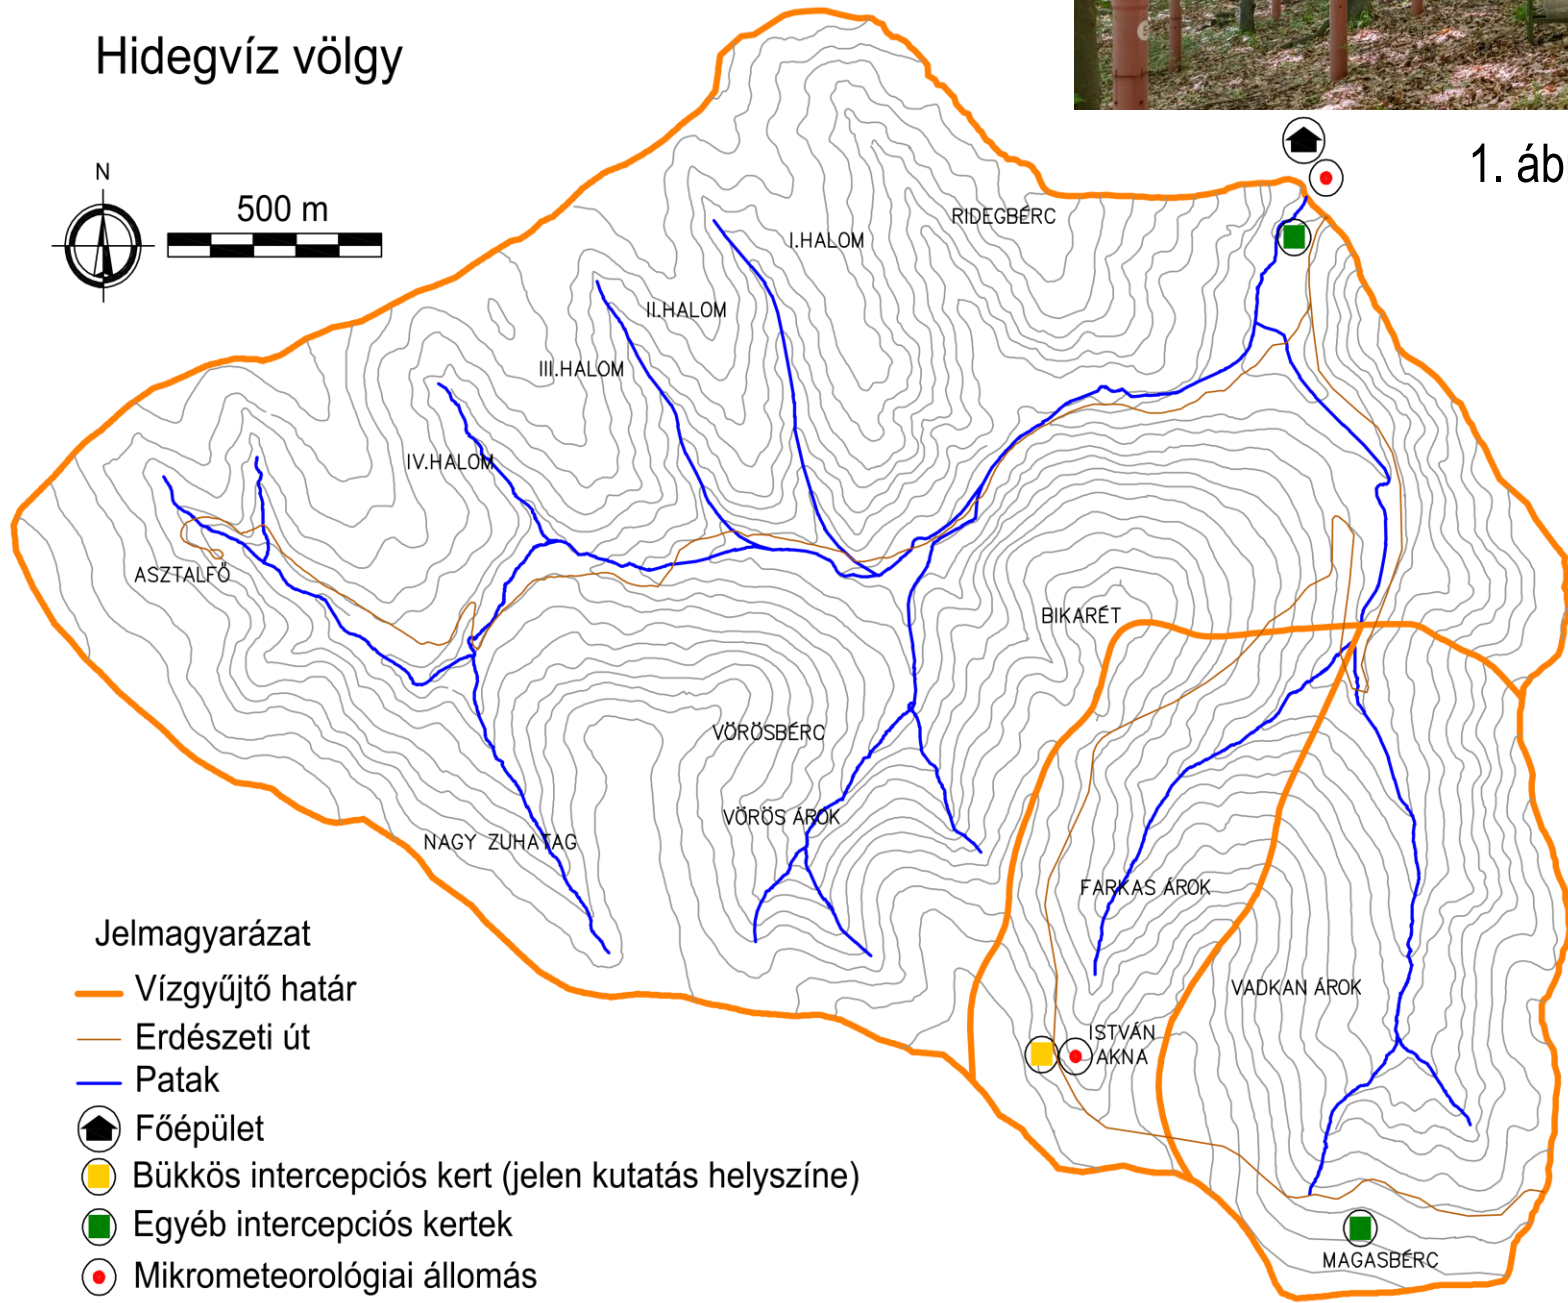 Hidegvíz völgy
1. áb
N
500 m
RIDEGBÉRC
I.HALOM
II.HALOM
III.HALOM
IV.HALOM
ASZTALFŐ
BIKARÉT
VÖRÖSBÉRC
VÖRÖS ÁROK
NAGY ZUHATAG
FARKAS ÁROK
VADKAN ÁROK
ISTVÁN
AKNA
MAGASBÉRC
Jelmagyarázat
Vízgyűjtő határ
Erdészeti út
Patak
Főépület
Bükkös intercepciós kert (jelen kutatás helyszíne)
Egyéb intercepciós kertek
Mikrometeorológiai állomás